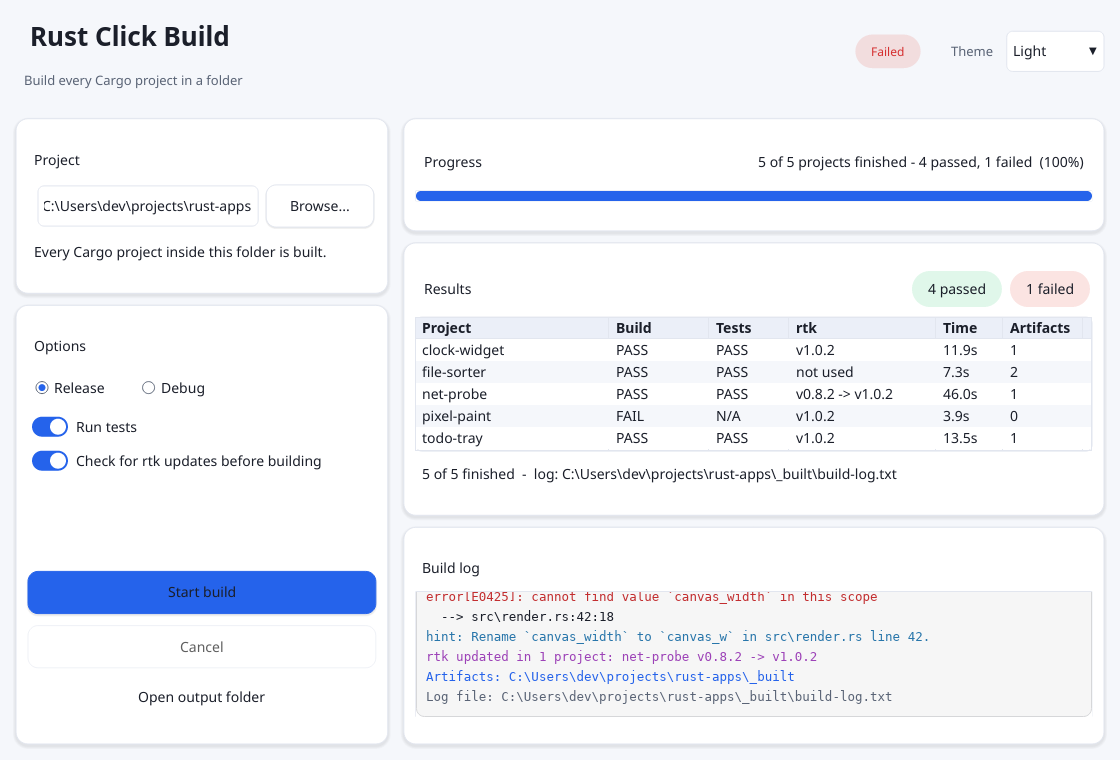 Rust Click Build
Build every Cargo project in a folder
Failed
Theme
Light
Project
C:\Users\dev\projects\rust-apps
Browse...
Every Cargo project inside this folder is built.
Options
Release
Debug
Run tests
Check for rtk updates before building
Start build
Cancel
Open output folder
Progress
5 of 5 projects finished - 4 passed, 1 failed (100%)
Results
4 passed
1 failed
Project Build Tests rtk Time Artifacts
clock-widget PASS PASS v1.0.2 11.9s 1
file-sorter PASS PASS not used 7.3s 2
net-probe PASS PASS v0.8.2 -> v1.0.2 46.0s 1
pixel-paint FAIL N/A v1.0.2 3.9s 0
todo-tray PASS PASS v1.0.2 13.5s 1
5 of 5 finished - log: C:\Users\dev\projects\rust-apps\_built\build-log.txt
Build log
error[E0425]: cannot find value `canvas_width` in this scope
--> src\render.rs:42:18
hint: Rename `canvas_width` to `canvas_w` in src\render.rs line 42.
rtk updated in 1 project: net-probe v0.8.2 -> v1.0.2
Artifacts: C:\Users\dev\projects\rust-apps\_built
Log file: C:\Users\dev\projects\rust-apps\_built\build-log.txt